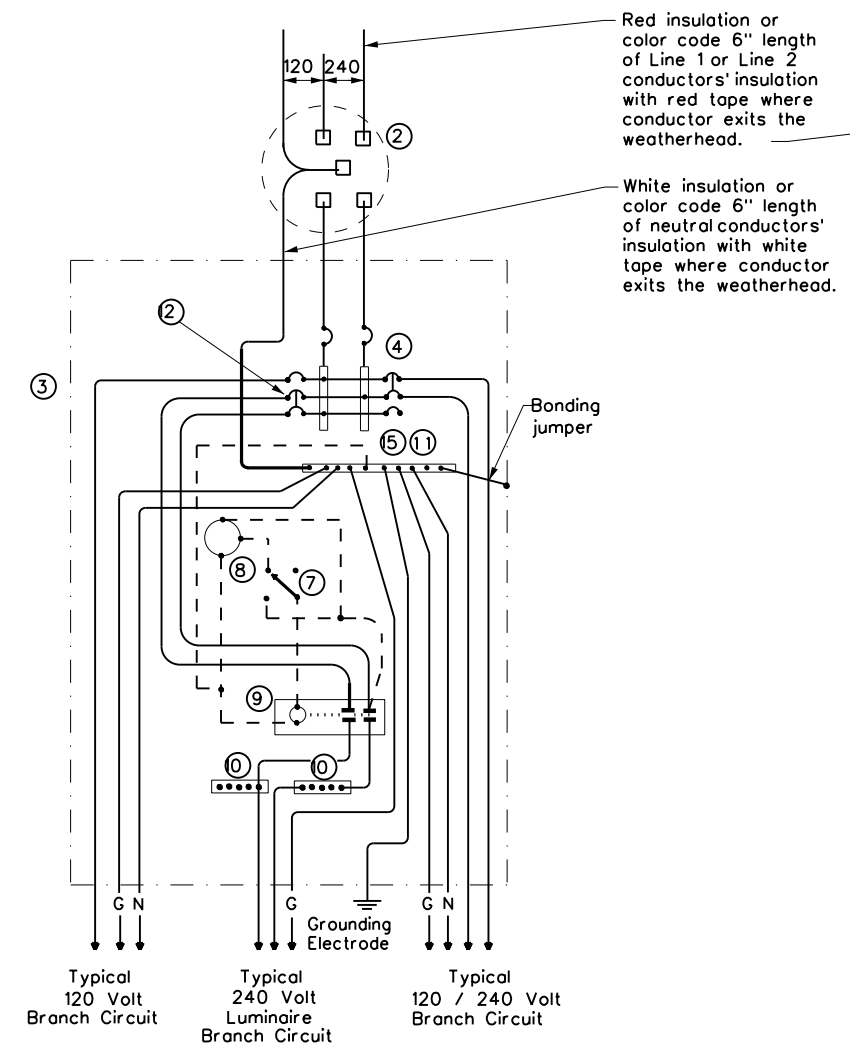 Red insulation or
color code 6" length
of Line 1 or Line 2
conductors' insulation
with red tape where
conductor exits the
weatherhead.
120 240
2
White insulation or
color code 6" length
of neutral conductors'
insulation with white
tape where conductor
exits the weatherhead.
12
4
3
Bonding
jumper
15 11
8
7
9
10 10
G N
G
G N
Grounding
Electrode
Typical
120 Volt
Branch Circuit
Typical
240 Volt
Luminaire
Branch Circuit
Typical
120 / 240 Volt
Branch Circuit